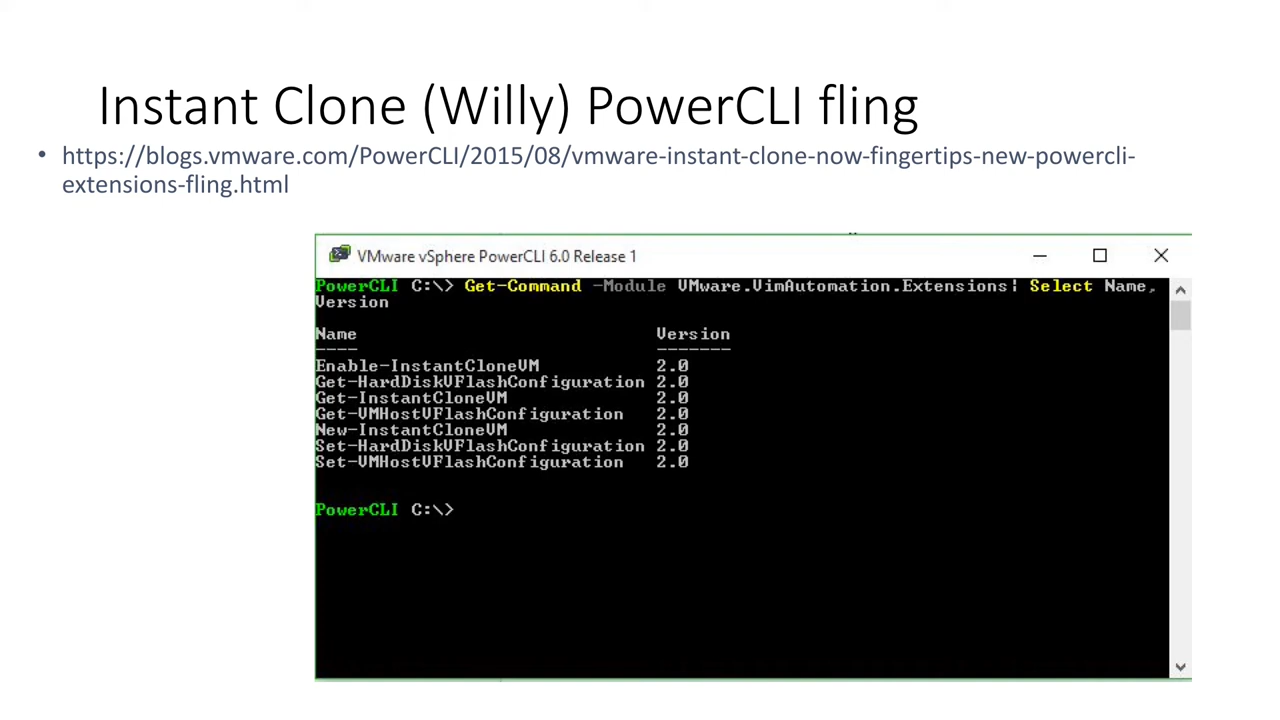 Instant Clone (Willy) PowerCLI fling
• https://blogs.vmware.com/PowerCLI/2015/08/vmware-instant-clone-now-fingertips-new-powercli-
extensions-fling.html
VMware vSphere PowerCLI 6.0 Release 1
PowerCLI C:\> Get-Command -Module VMware.VimAutomation.Extensions| Select Name,
Version
Name Version
---- -------
Enable-InstantCloneVM 2.0
Get-HardDiskVFlashConfiguration 2.0
Get-InstantCloneVM 2.0
Get-VMHostVFlashConfiguration 2.0
New-InstantCloneVM 2.0
Set-HardDiskVFlashConfiguration 2.0
Set-VMHostVFlashConfiguration 2.0
PowerCLI C:\>